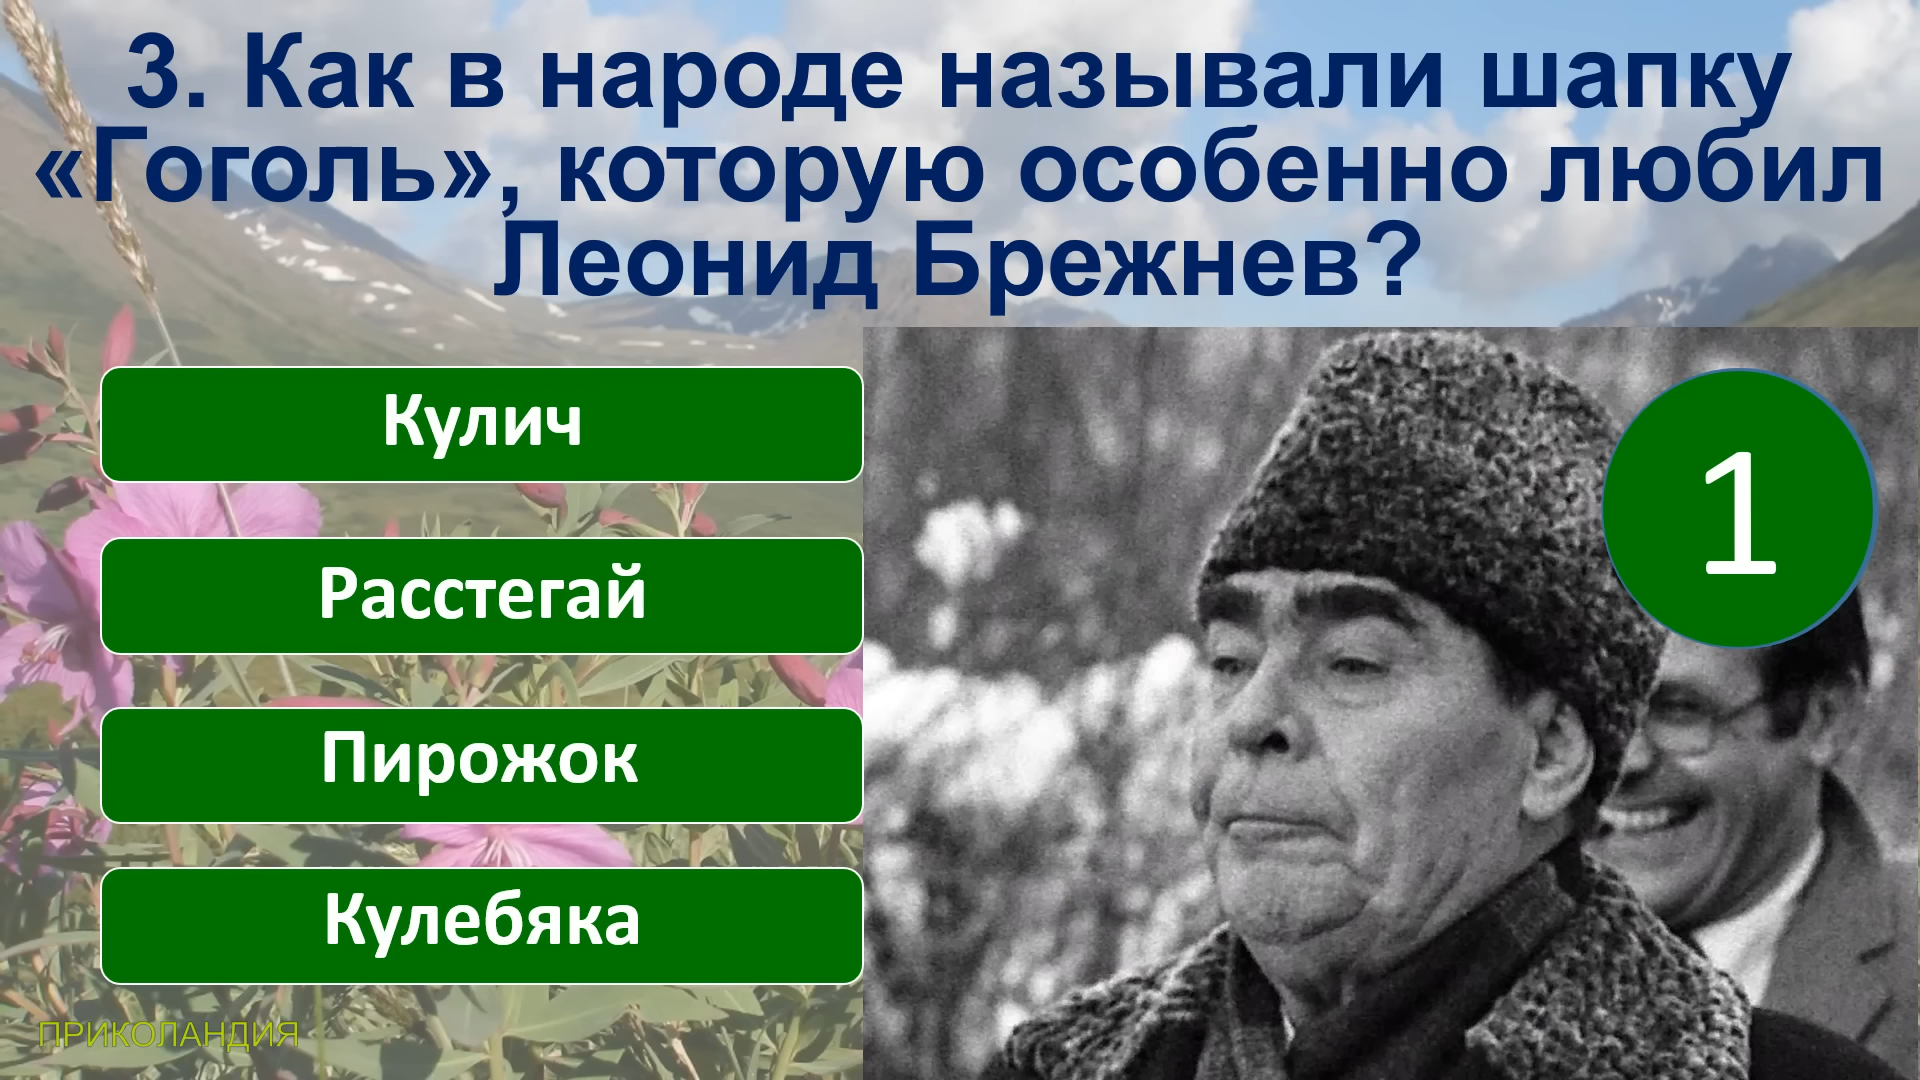 3. Как в народе называли шапку
«Гоголь», которую особенно любил
Леонид Брежнев?
Кулич
Расстегай
Пирожок
Кулебяка
1
ПРИКОЛАНДИЯ